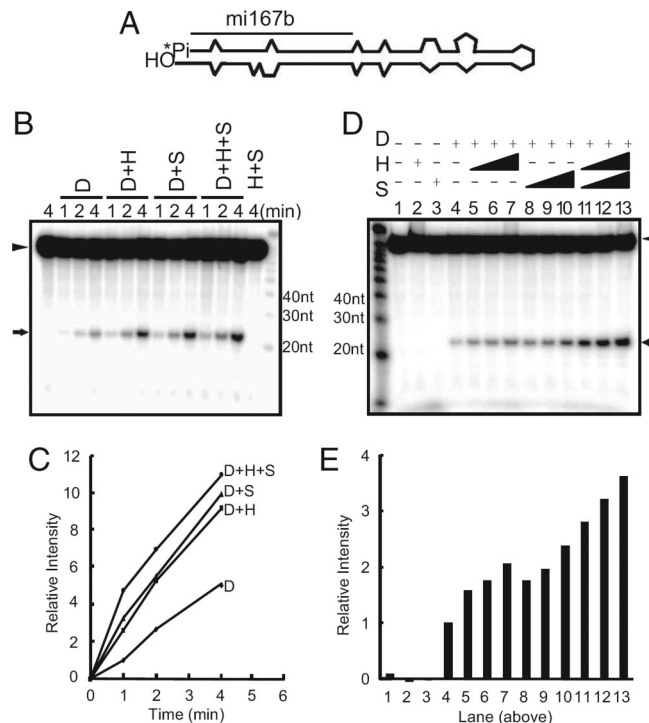 A
mi167b
*Pi
HO
B
D
D+H
D+S
D+H+S
H+S
4 1 2 4 1 2 4 1 2 4 1 2 4 4 (min)
40nt
30nt
20nt
D
D - - - + + + + + + + + + +
H - + -
S - - + -
1 2 3 4 5 6 7 8 9 10 11 12 13
40nt
30nt
20nt
C
Relative Intensity
12
10
8
6
4
2
0
D+H+S
D+S
D+H
D
0 1 2 3 4 5 6
Time (min)
E
Relative Intensity
4
3
2
1
0
1 2 3 4 5 6 7 8 9 10 11 12 13
Lane (above)